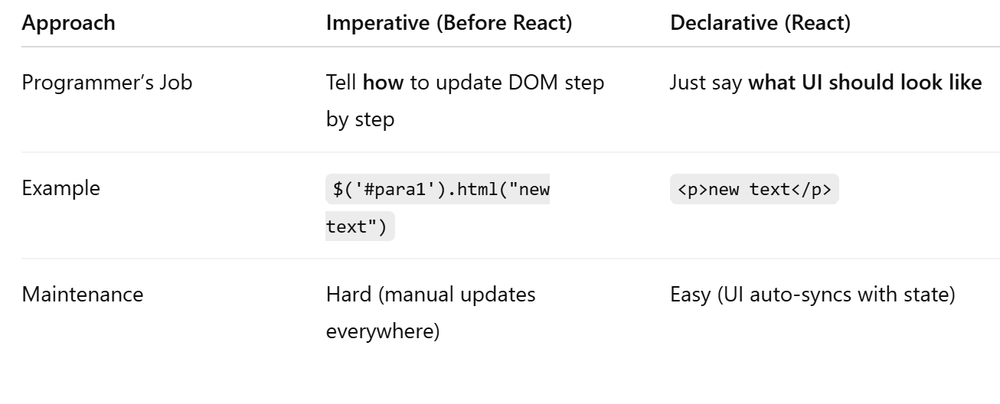 Approach Imperative (Before React) Declarative (React)
Programmer’s Job Tell how to update DOM step Just say what UI should look like
by step
Example $('#para1').html("new <p>new text</p>
text")
Maintenance Hard (manual updates Easy (UI auto-syncs with state)
everywhere)